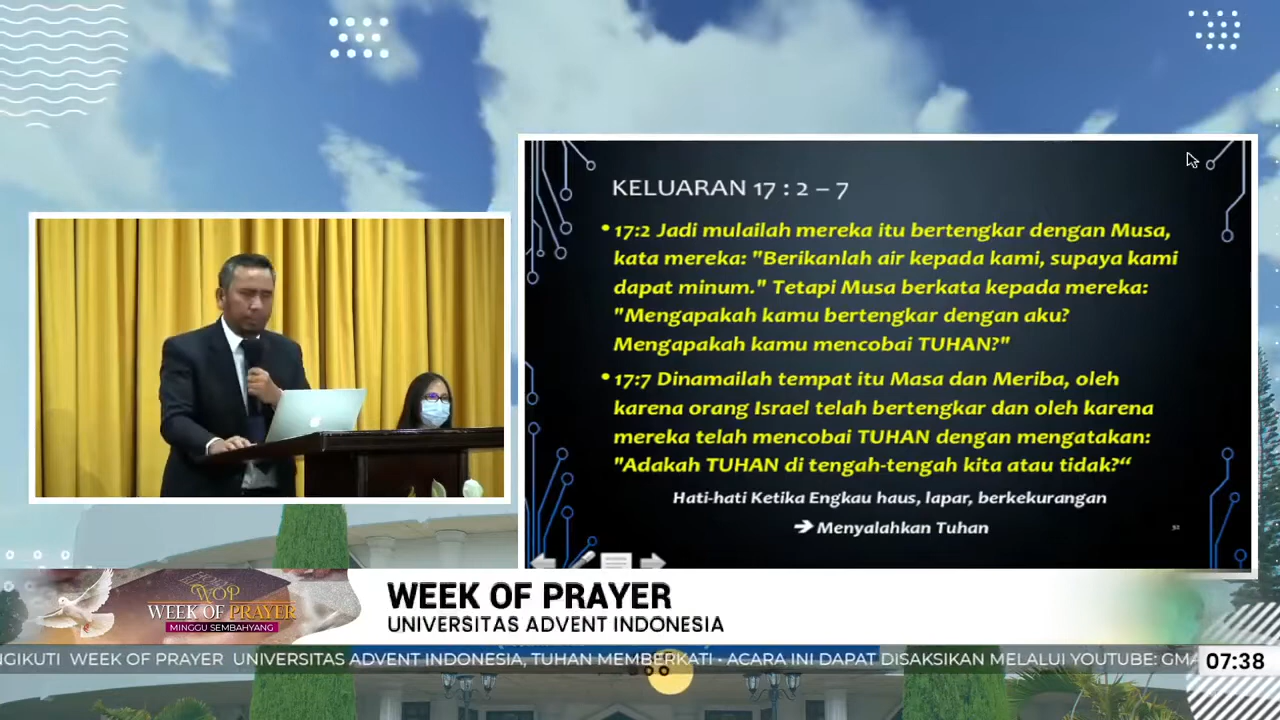 KELUARAN 17 : 2 – 7
• 17:2 Jadi mulailah mereka itu bertengkar dengan Musa,
kata mereka: "Berikanlah air kepada kami, supaya kami
dapat minum." Tetapi Musa berkata kepada mereka:
"Mengapakah kamu bertengkar dengan aku?
Mengapakah kamu mencobai TUHAN?"
• 17:7 Dinamailah tempat itu Masa dan Meriba, oleh
karena orang Israel telah bertengkar dan oleh karena
mereka telah mencobai TUHAN dengan mengatakan:
"Adakah TUHAN di tengah-tengah kita atau tidak?“
Hati-hati Ketika Engkau haus, lapar, berkekurangan
➔ Menyalahkan Tuhan
WOP
WEEK OF PRAYER
MINGGU SEMBAHYANG
WEEK OF PRAYER
UNIVERSITAS ADVENT INDONESIA
NGIKUTI WEEK OF PRAYER UNIVERSITAS ADVENT INDONESIA, TUHAN MEMBERKATI • ACARA INI DAPAT DISAKSIKAN MELALUI YOUTUBE: GMA
07:38